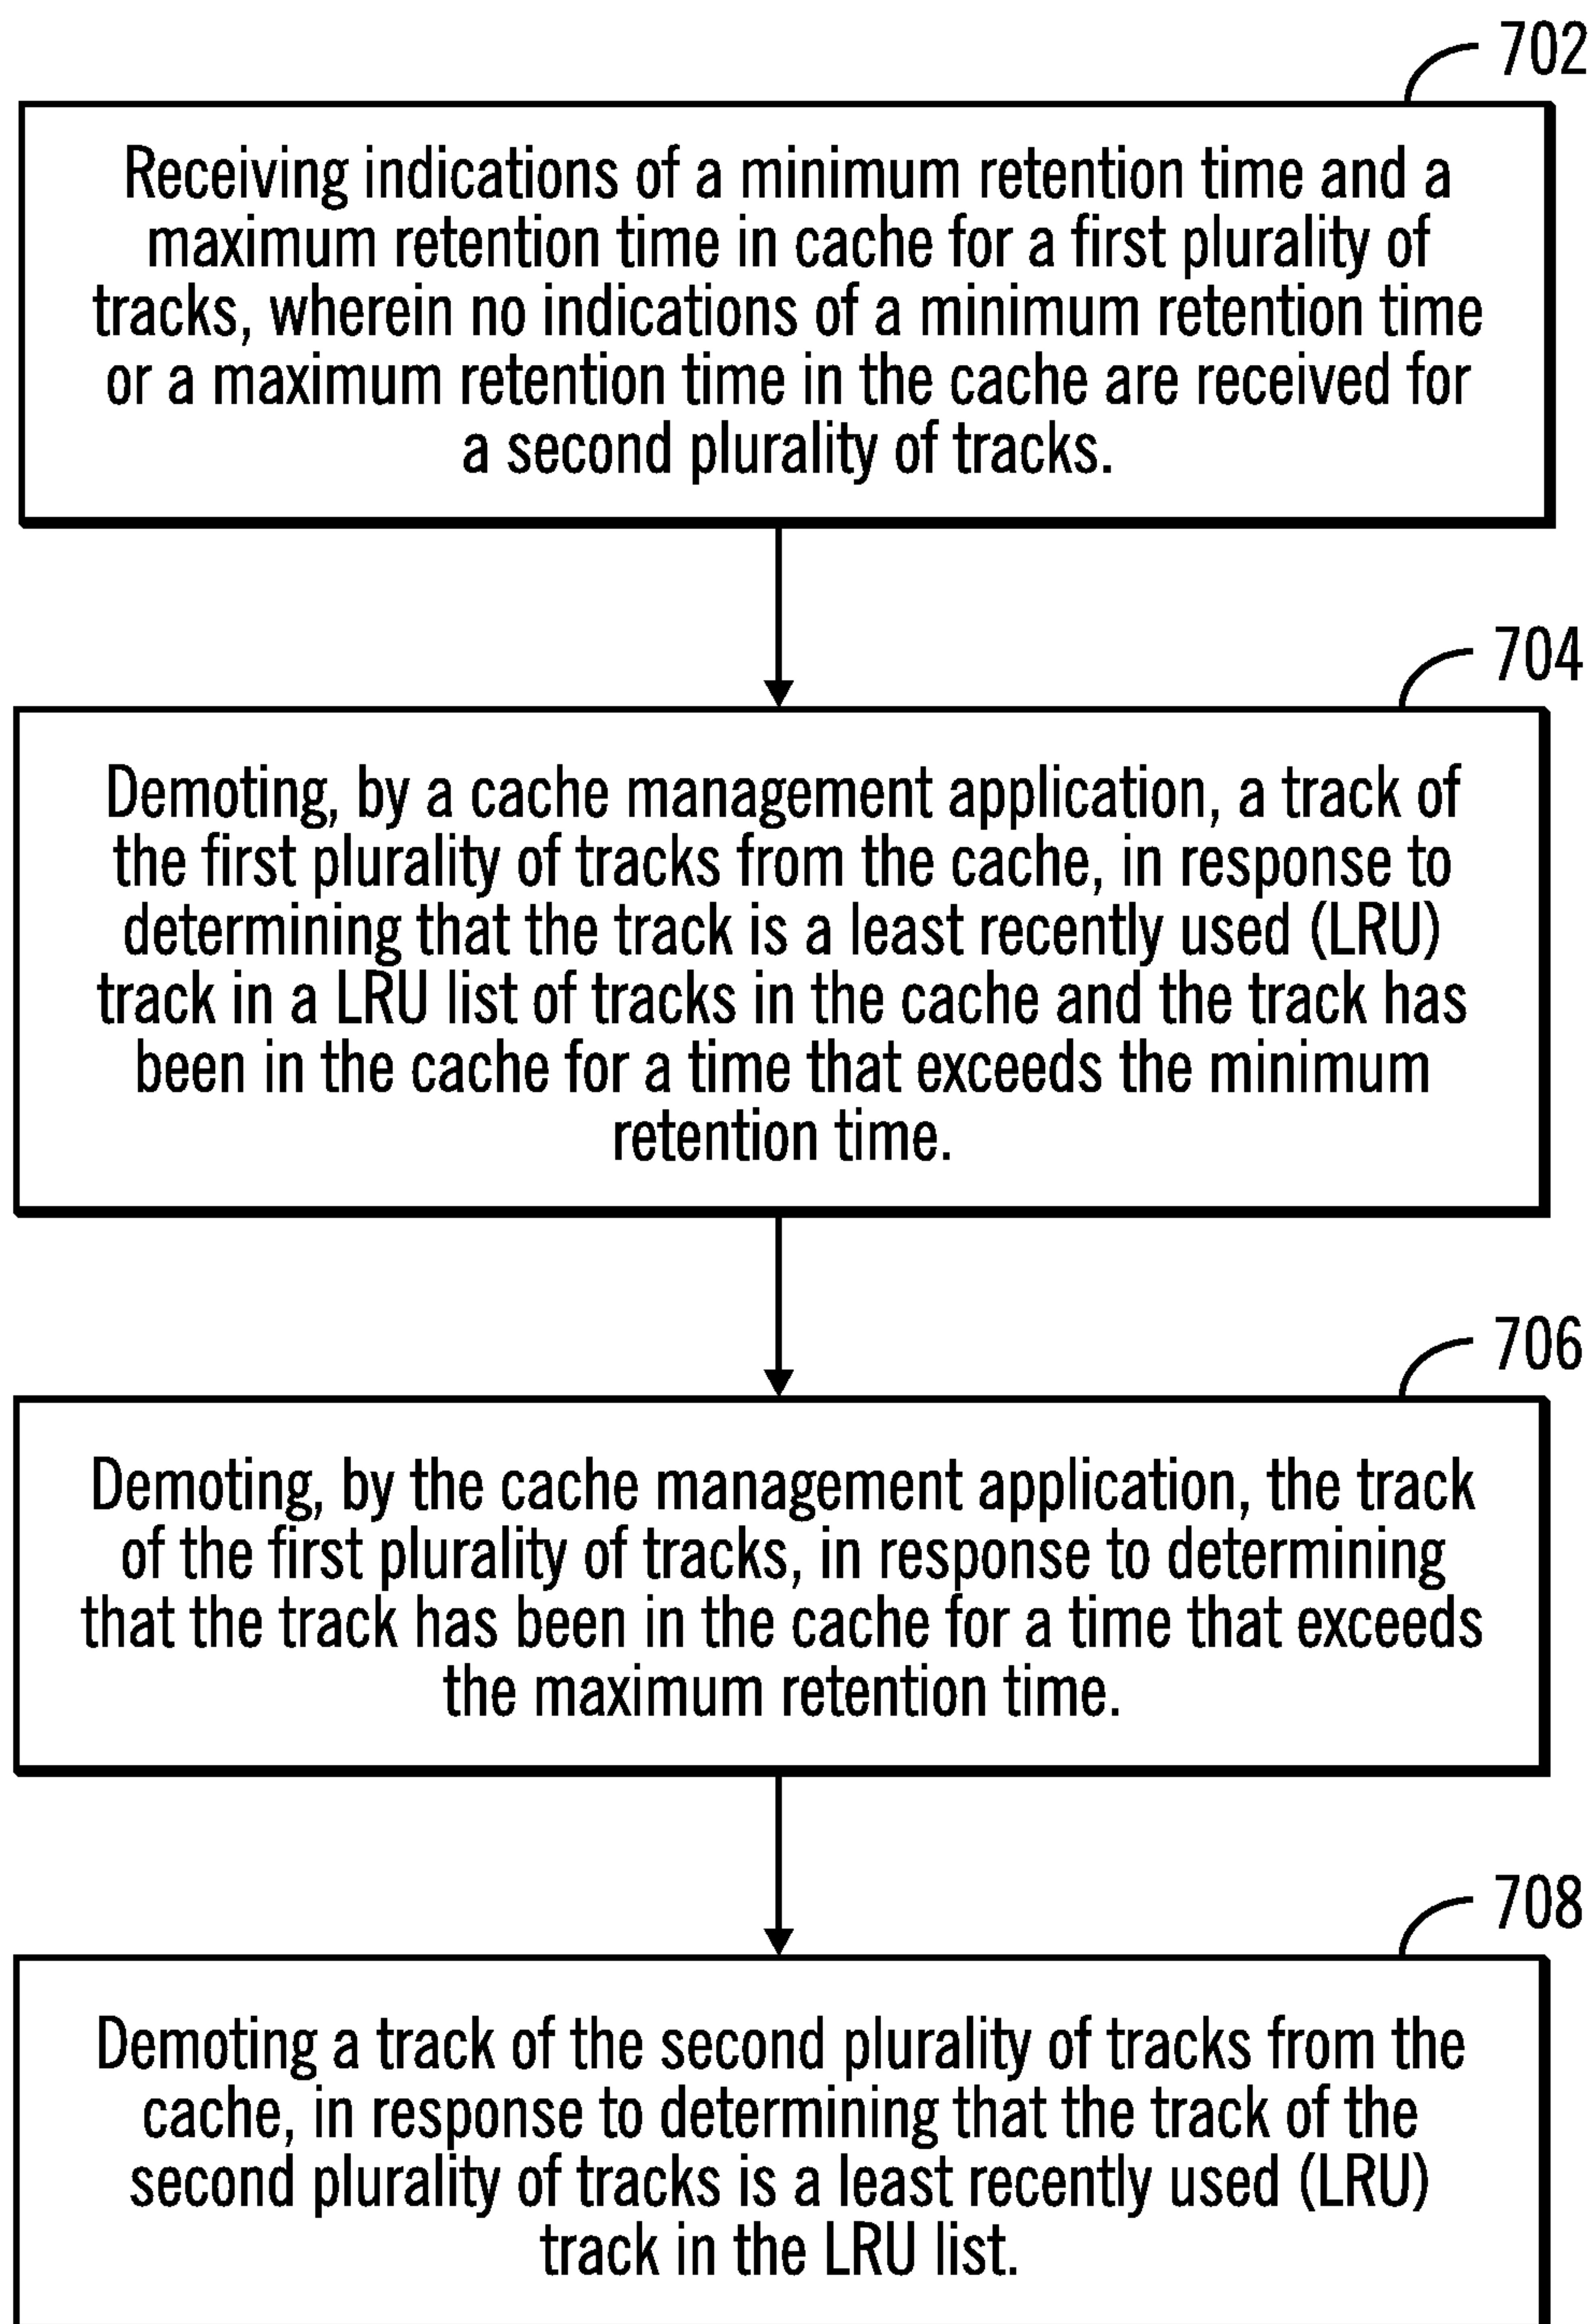 702
Receiving indications of a minimum retention time and a
maximum retention time in cache for a first plurality of
tracks, wherein no indications of a minimum retention time
or a maximum retention time in the cache are received for
a second plurality of tracks.
704
Demoting, by a cache management application, a track of
the first plurality of tracks from the cache, in response to
determining that the track is a least recently used (LRU)
track in a LRU list of tracks in the cache and the track has
been in the cache for a time that exceeds the minimum
retention time.
706
Demoting, by the cache management application, the track
of the first plurality of tracks, in response to determining
that the track has been in the cache for a time that exceeds
the maximum retention time.
708
Demoting a track of the second plurality of tracks from the
cache, in response to determining that the track of the
second plurality of tracks is a least recently used (LRU)
track in the LRU list.